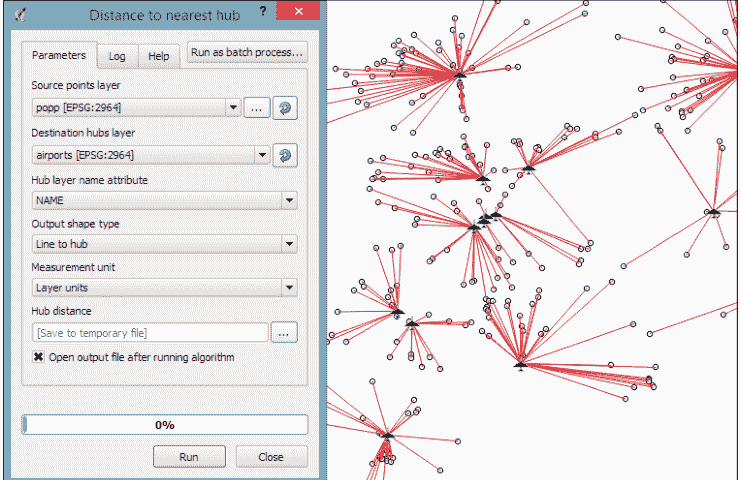 Distance to nearest hub
? ×
Parameters Log Help Run as batch process...
Source points layer
popp [EPSG:2964] ...
Destination hubs layer
airports [EPSG:2964]
Hub layer name attribute
NAME
Output shape type
Line to hub
Measurement unit
Layer units
Hub distance
[Save to temporary file] ...
Open output file after running algorithm
0%
Run Close